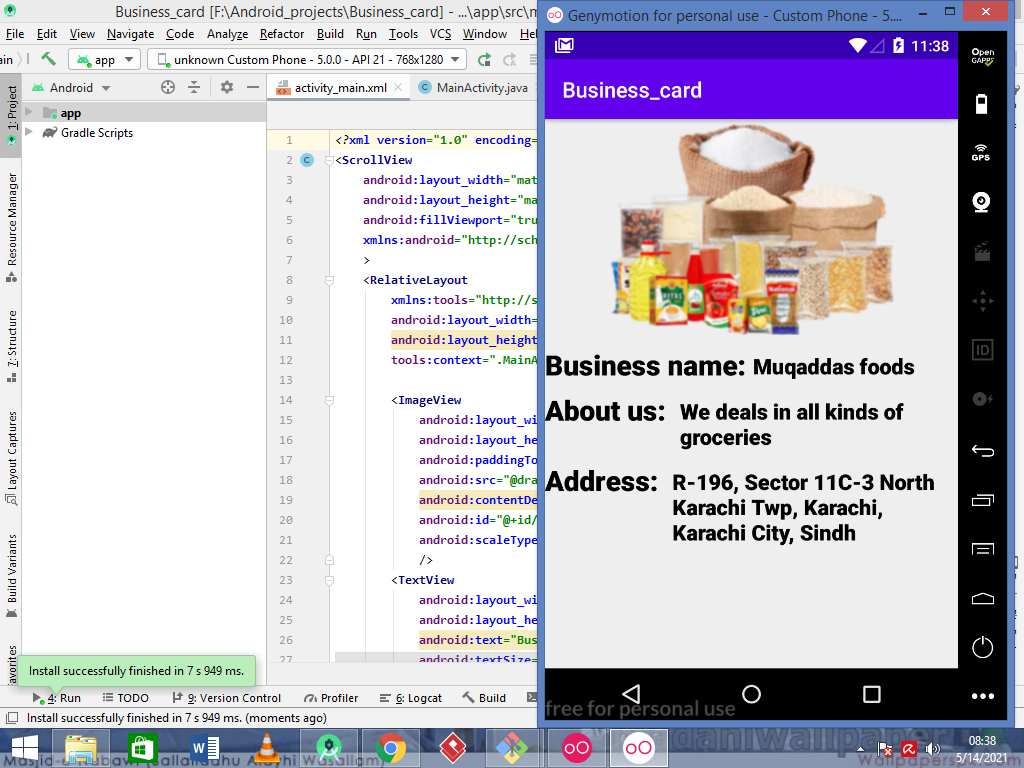 Business_card [F:\Android_projects\Business_card] - ...\app\src\m
File Edit View Navigate Code Analyze Refactor Build Run Tools VCS Window Hel
ain app unknown Custom Phone - 5.0.0 - API 21 - 768x1280
Android activity_main.xml MainActivity.java
1: Project
Resource Manager
7: Structure
Layout Captures
Build Variants
avorites
app
Gradle Scripts
1 <?xml version="1.0" encoding=
2 <ScrollView
3 android:layout_width="mat
4 android:layout_height="ma
5 android:fillViewport="tru
6 xmlns:android="http://sch
7 >
8 <RelativeLayout
9 xmlns:tools="http://s
10 android:layout_width=
11 android:layout_height
12 tools:context=".MainA
13
14 <ImageView
15 android:layout_wi
16 android:layout_he
17 android:paddingTo
18 android:src="@dra
19 android:contentDe
20 android:id="@+id/
21 android:scaleType
22 />
23 <TextView
24 android:layout_wi
25 android:layout_he
26 android:text="Bus
27 android:textSize=
Install successfully finished in 7 s 949 ms.
4: Run TODO 9: Version Control Profiler 6: Logcat Build
Install successfully finished in 7 s 949 ms. (moments ago)
Genymotion for personal use - Custom Phone - 5....
11:38
Business_card
Business name: Muqaddas foods
About us: We deals in all kinds of
groceries
Address: R-196, Sector 11C-3 North
Karachi Twp, Karachi,
Karachi City, Sindh
free for personal use
Open
GAPPS
GPS
ID
08:38
5/14/2021